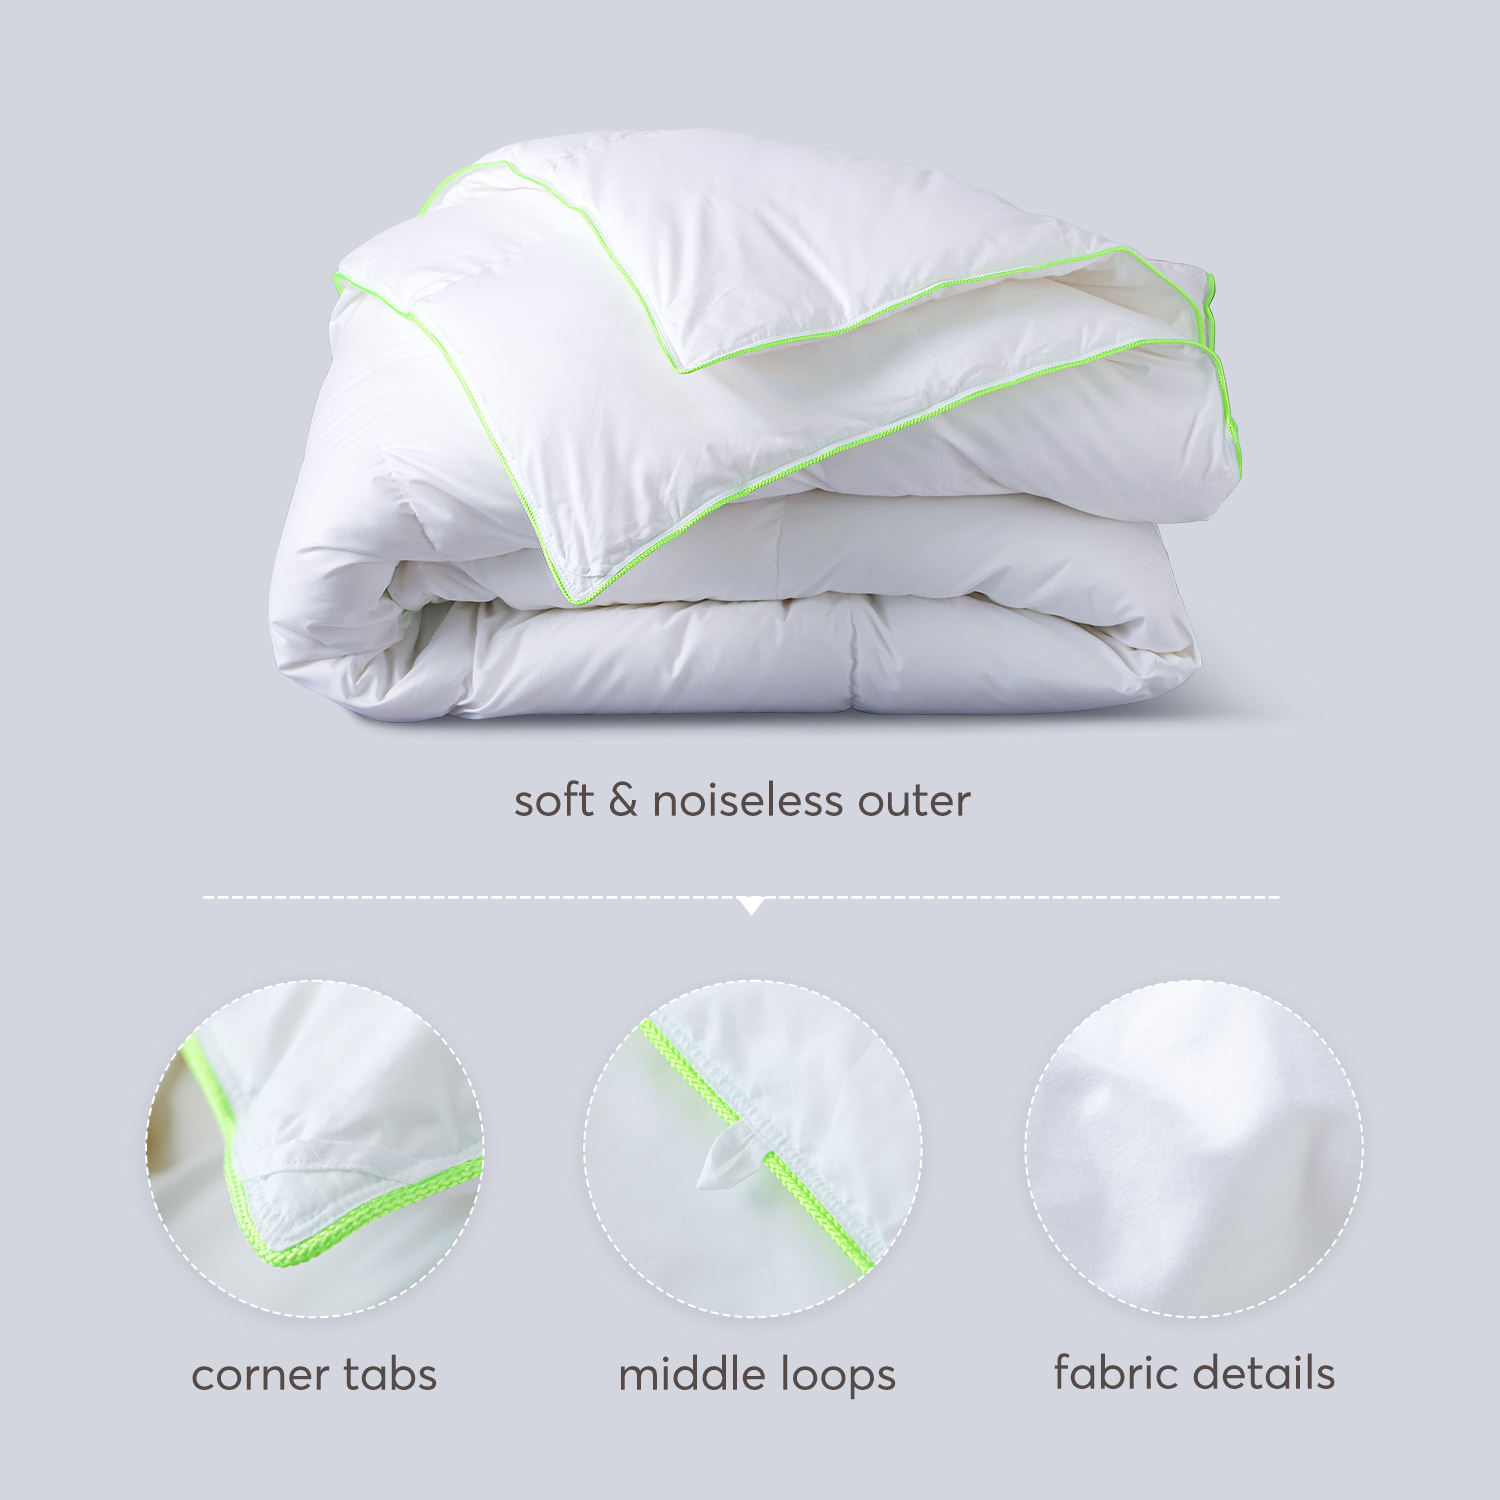 soft & noiseless outer
corner tabs
middle loops
fabric details